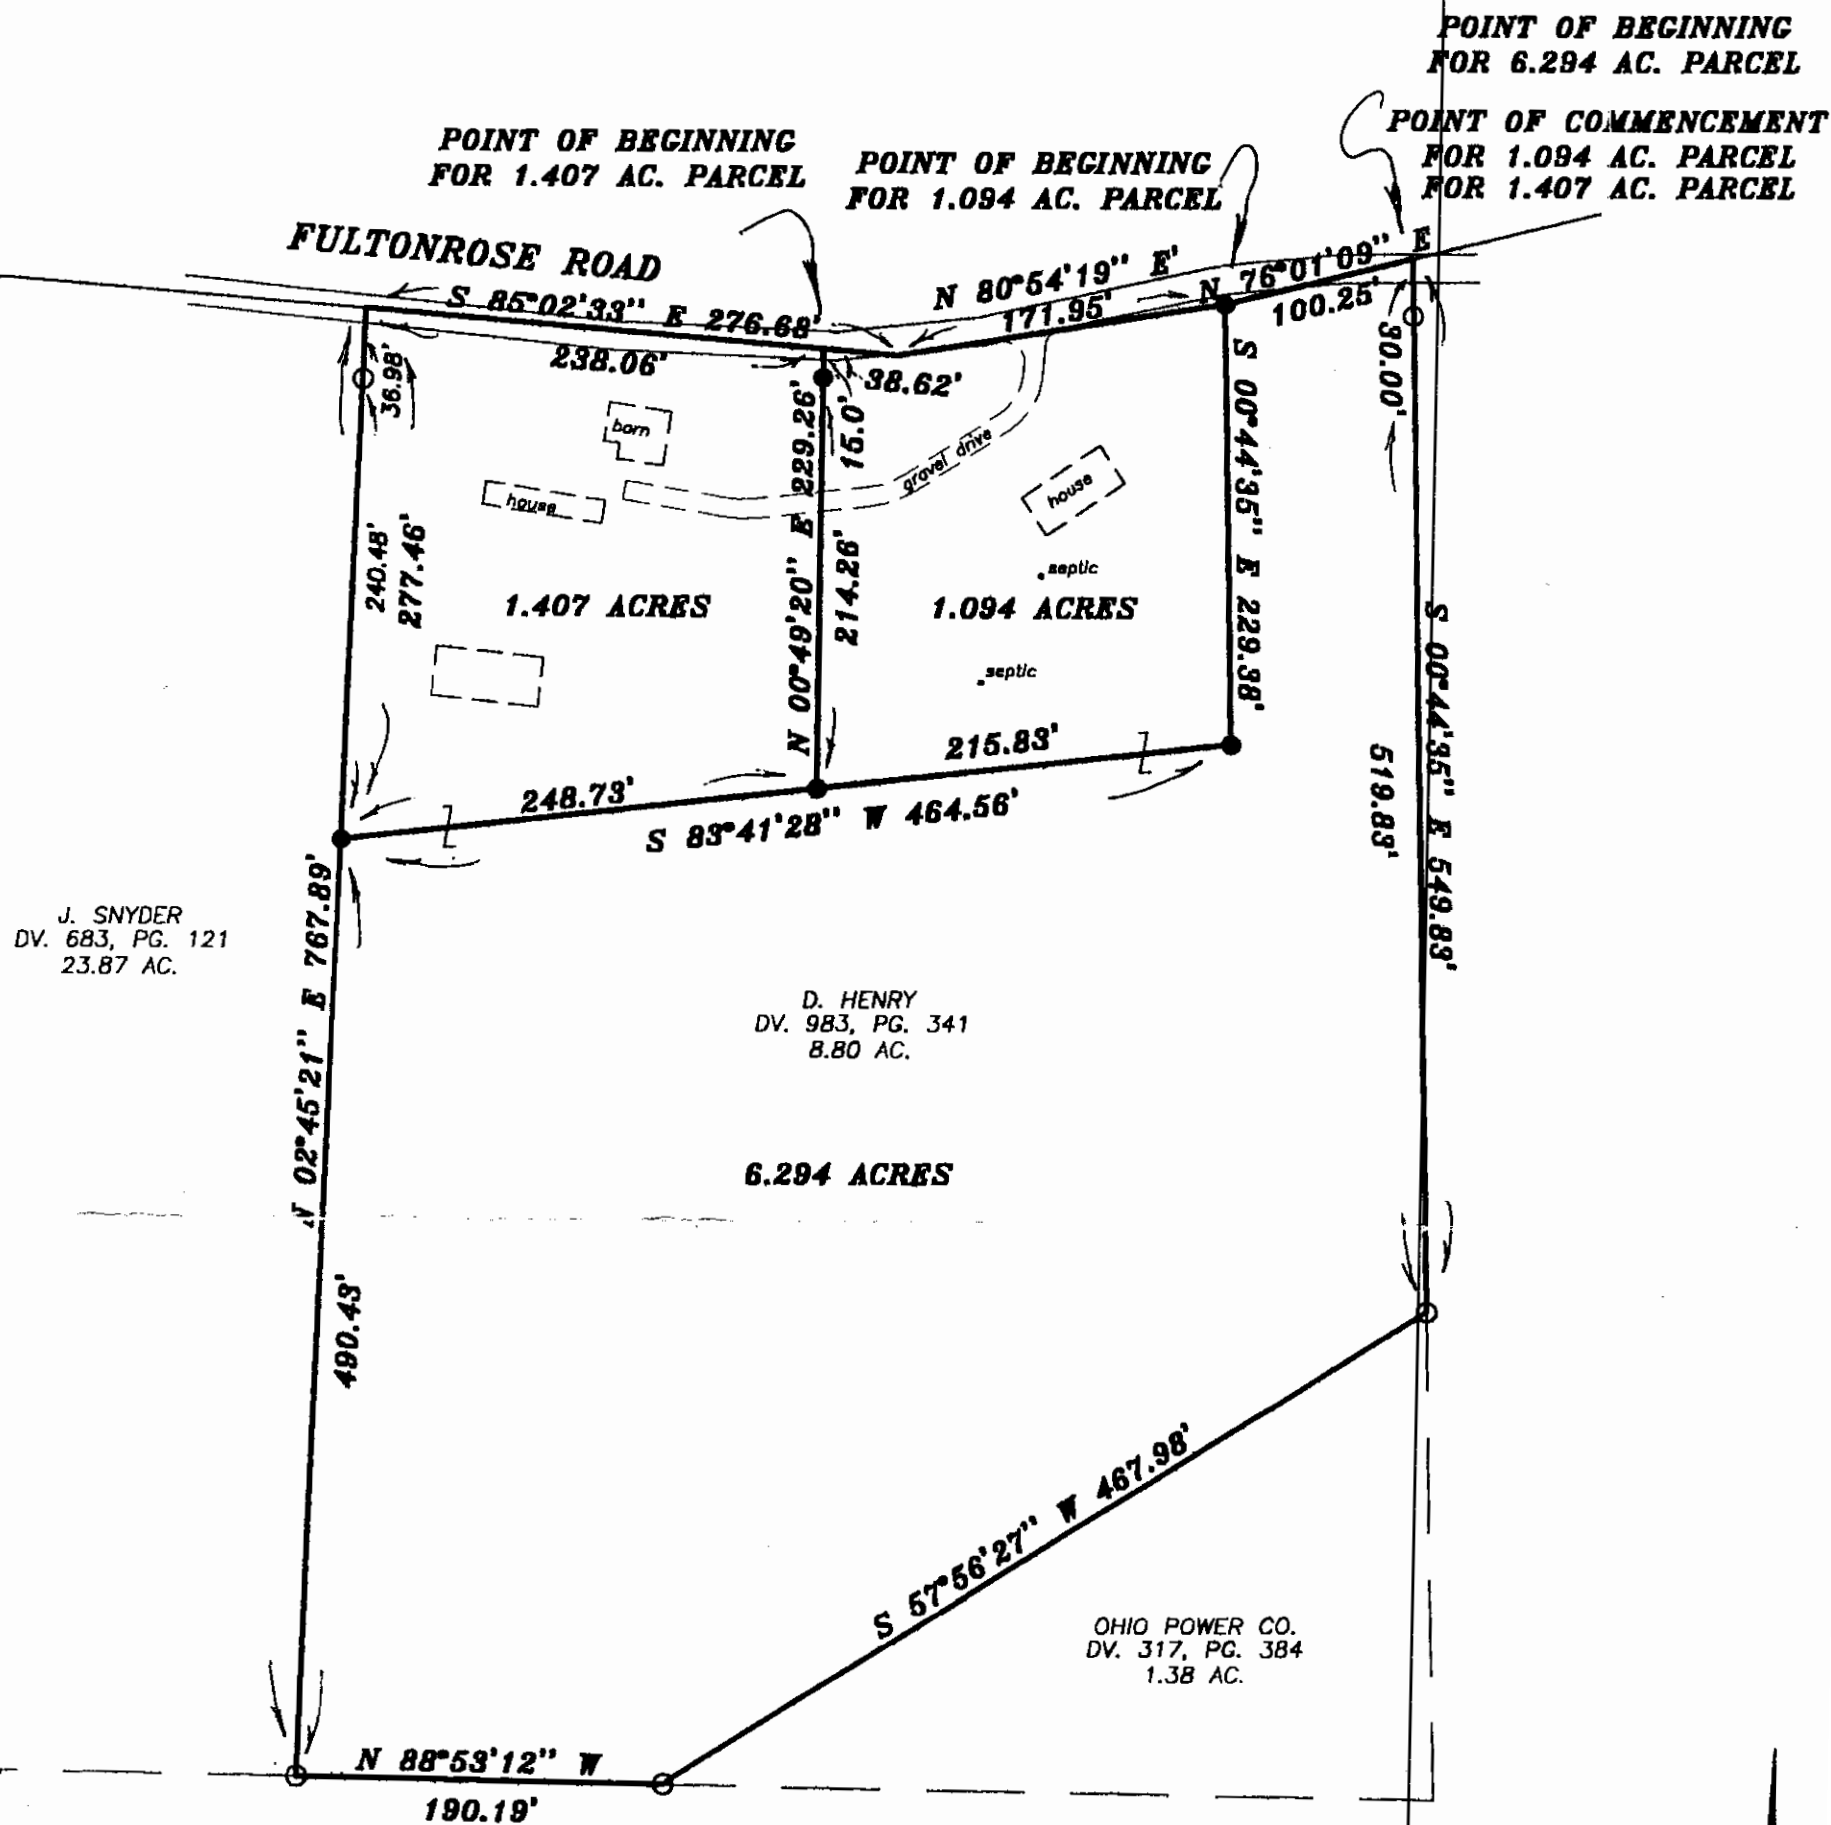 POINT OF BEGINNING
FOR 6.294 AC. PARCEL
POINT OF COMMENCEMENT
FOR 1.094 AC. PARCEL
FOR 1.407 AC. PARCEL
POINT OF BEGINNING
FOR 1.407 AC. PARCEL
POINT OF BEGINNING
FOR 1.094 AC. PARCEL
FULTONROSE ROAD
S 85°02'33" E 276.68'
238.06'
38.62'
N 80°54'19" E'
171.95'
N 76°01'09" E
100.25'
30.00'
36.98'
240.48'
277.46'
barn
house
gravel drive
house
septic
septic
1.407 ACRES
1.094 ACRES
N 00°49'20" E 229.26'
15.0'
214.26'
S 00°44'35" E 229.38'
S 00°44'35" E 549.83'
519.83'
248.73'
215.83'
S 83°41'28" W 464.56'
J. SNYDER
DV. 683, PG. 121
23.87 AC.
N 02°45'21" E 767.89'
490.43'
D. HENRY
DV. 983, PG. 341
8.80 AC.
6.294 ACRES
S 57°56'27" W 467.98'
OHIO POWER CO.
DV. 317, PG. 384
1.38 AC.
N 88°53'12" W
190.19'